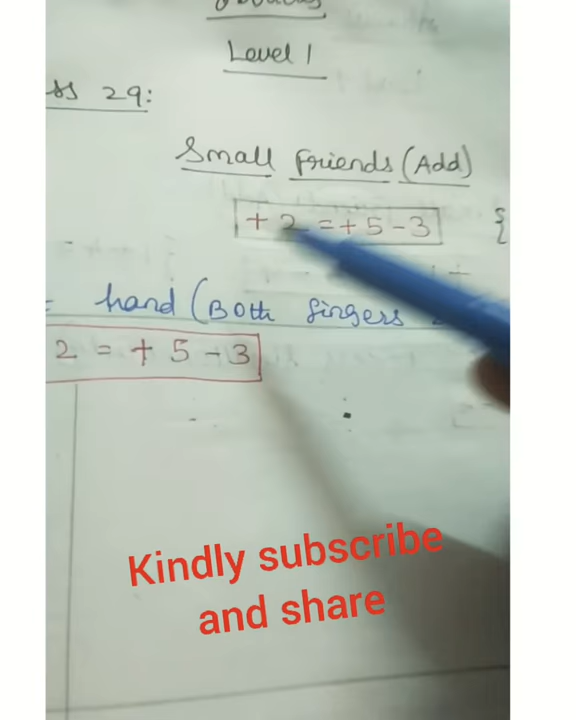 Level 1
ss 29:
Small Friends (Add)
+ 2 = + 5 - 3
= hand (Both fingers
2 = + 5 - 3
Kindly subscribe
and share